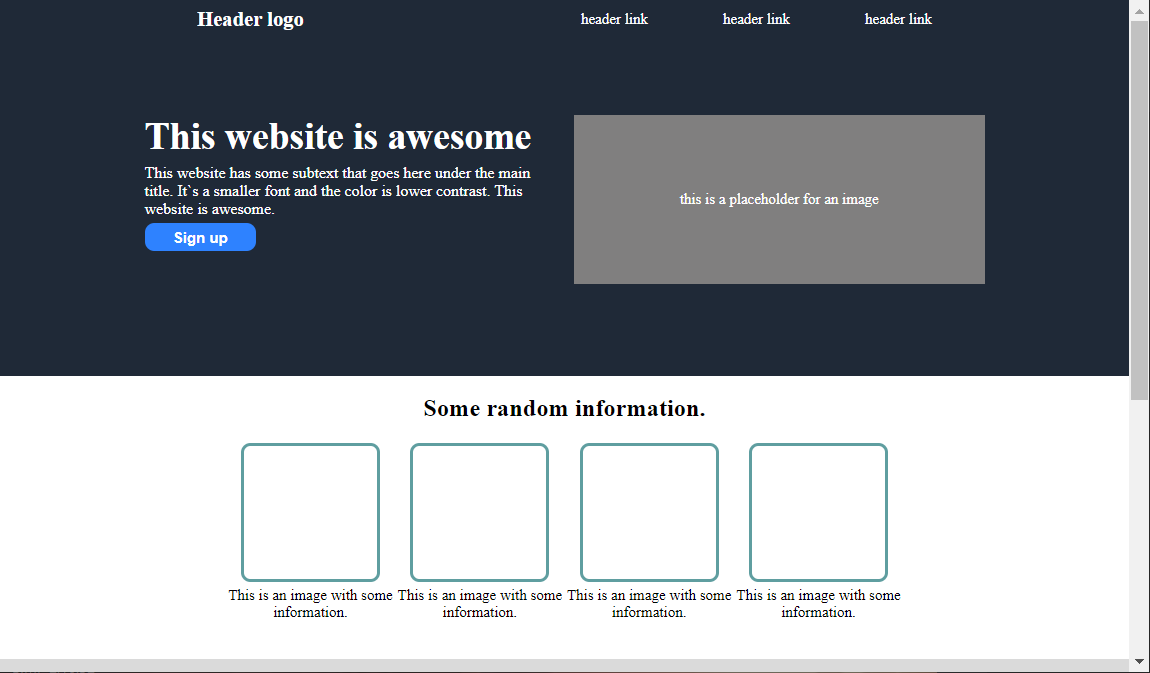 Header logo
header link
header link
header link
This website is awesome
This website has some subtext that goes here under the main
title. It`s a smaller font and the color is lower contrast. This
website is awesome.
Sign up
this is a placeholder for an image
Some random information.
This is an image with some
information.
This is an image with some
information.
This is an image with some
information.
This is an image with some
information.